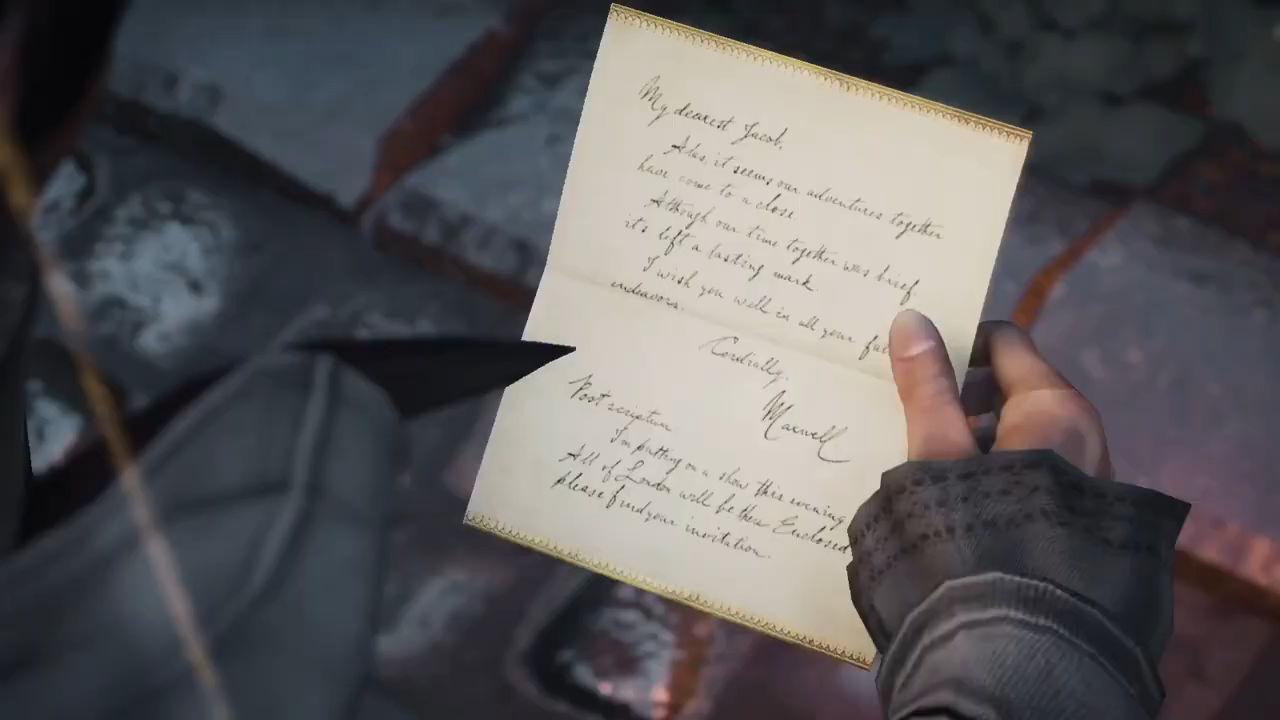 My dearest Jacob,
Alas, it seems our adventures together
have come to a close.
Although our time together was brief
it's left a lasting mark.
I wish you well in all your fu
endeavors.
Cordially,
Maxwell
Post scriptum
I'm putting on a show this evening
All of London will be there Enclosed
please find your invitation.